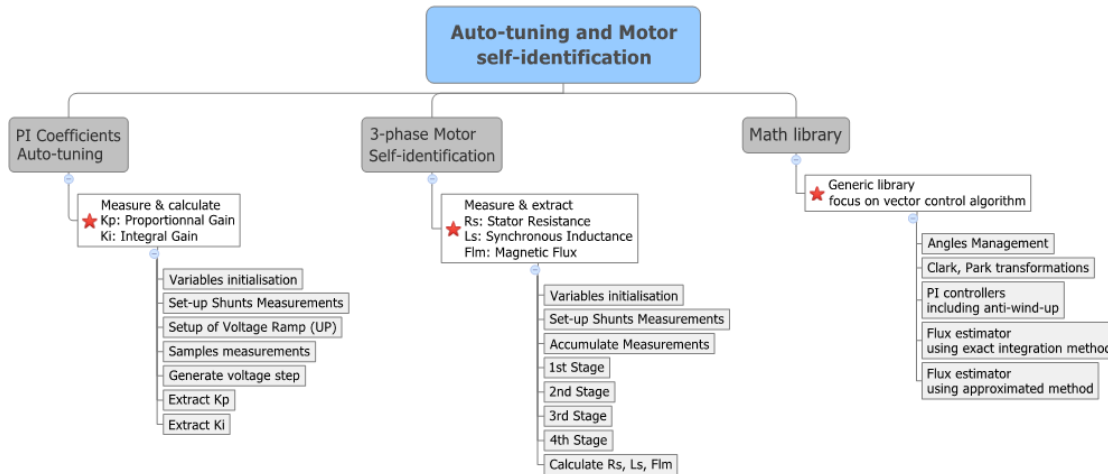 Auto-tuning and Motor
self-identification
PI Coefficients
Auto-tuning
Measure & calculate
Kp: Proportionnal Gain
Ki: Integral Gain
Variables initialisation
Set-up Shunts Measurements
Setup of Voltage Ramp (UP)
Samples measurements
Generate voltage step
Extract Kp
Extract Ki
3-phase Motor
Self-identification
Measure & extract
Rs: Stator Resistance
Ls: Synchronous Inductance
Flm: Magnetic Flux
Variables initialisation
Set-up Shunts Measurements
Accumulate Measurements
1st Stage
2nd Stage
3rd Stage
4th Stage
Calculate Rs, Ls, Flm
Math library
Generic library
focus on vector control algorithm
Angles Management
Clark, Park transformations
PI controllers
including anti-wind-up
Flux estimator
using exact integration method
Flux estimator
using approximated method